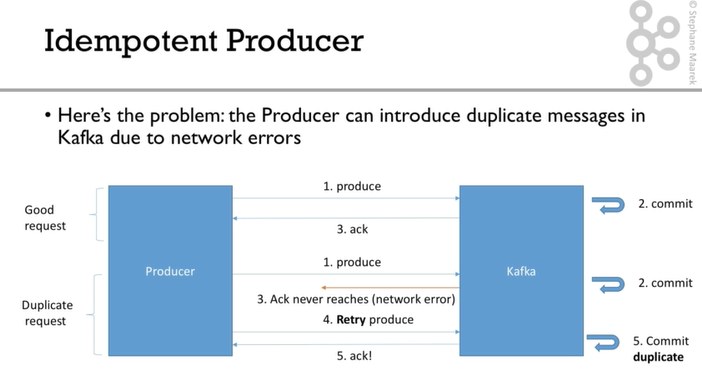 Idempotent Producer
© Stephane Maarek
• Here's the problem: the Producer can introduce duplicate messages in
Kafka due to network errors
Good
request
Producer
1. produce
3. ack
Kafka
2. commit
Duplicate
request
1. produce
3. Ack never reaches (network error)
4. Retry produce
5. ack!
2. commit
5. Commit
duplicate